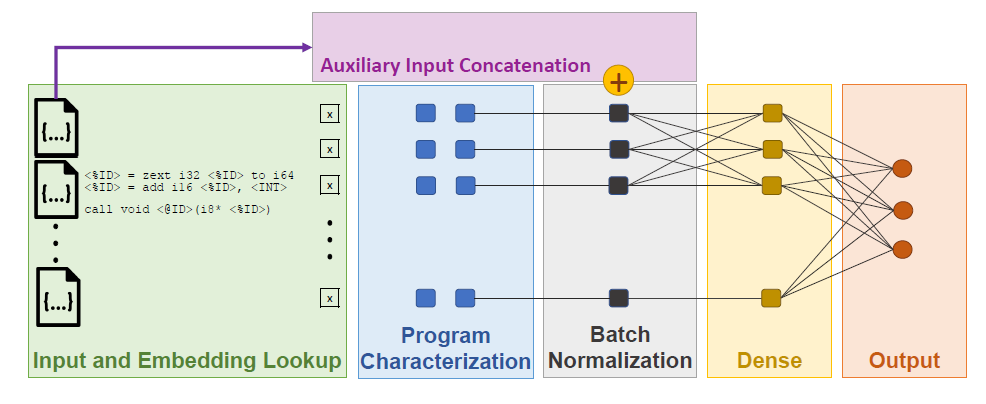 Auxiliary Input Concatenation
+
{...}
x
x
{...}
<%ID> = zext i32 <%ID> to i64
<%ID> = add i16 <%ID>, <INT>
x
call void <@ID>(i8* <%ID>)
{...}
x
Input and Embedding Lookup
Program
Characterization
Batch
Normalization
Dense
Output